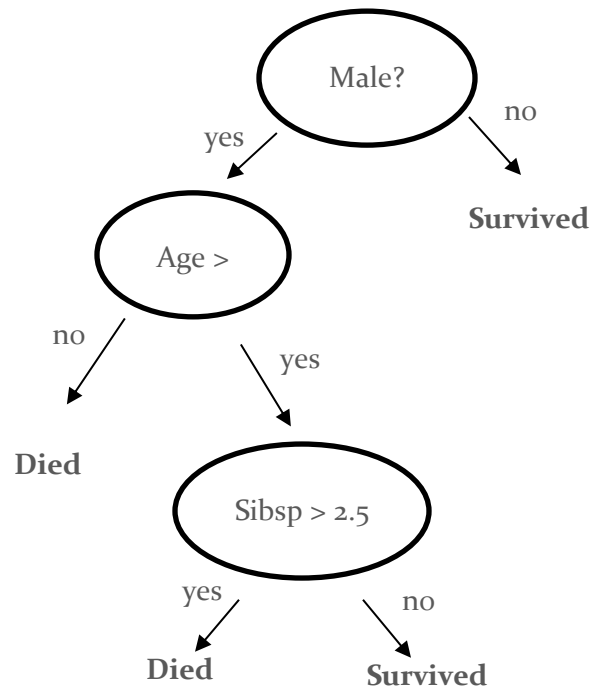 Male?
yes
no
Survived
Age >
no
yes
Died
Sibsp > 2.5
yes
no
Died
Survived